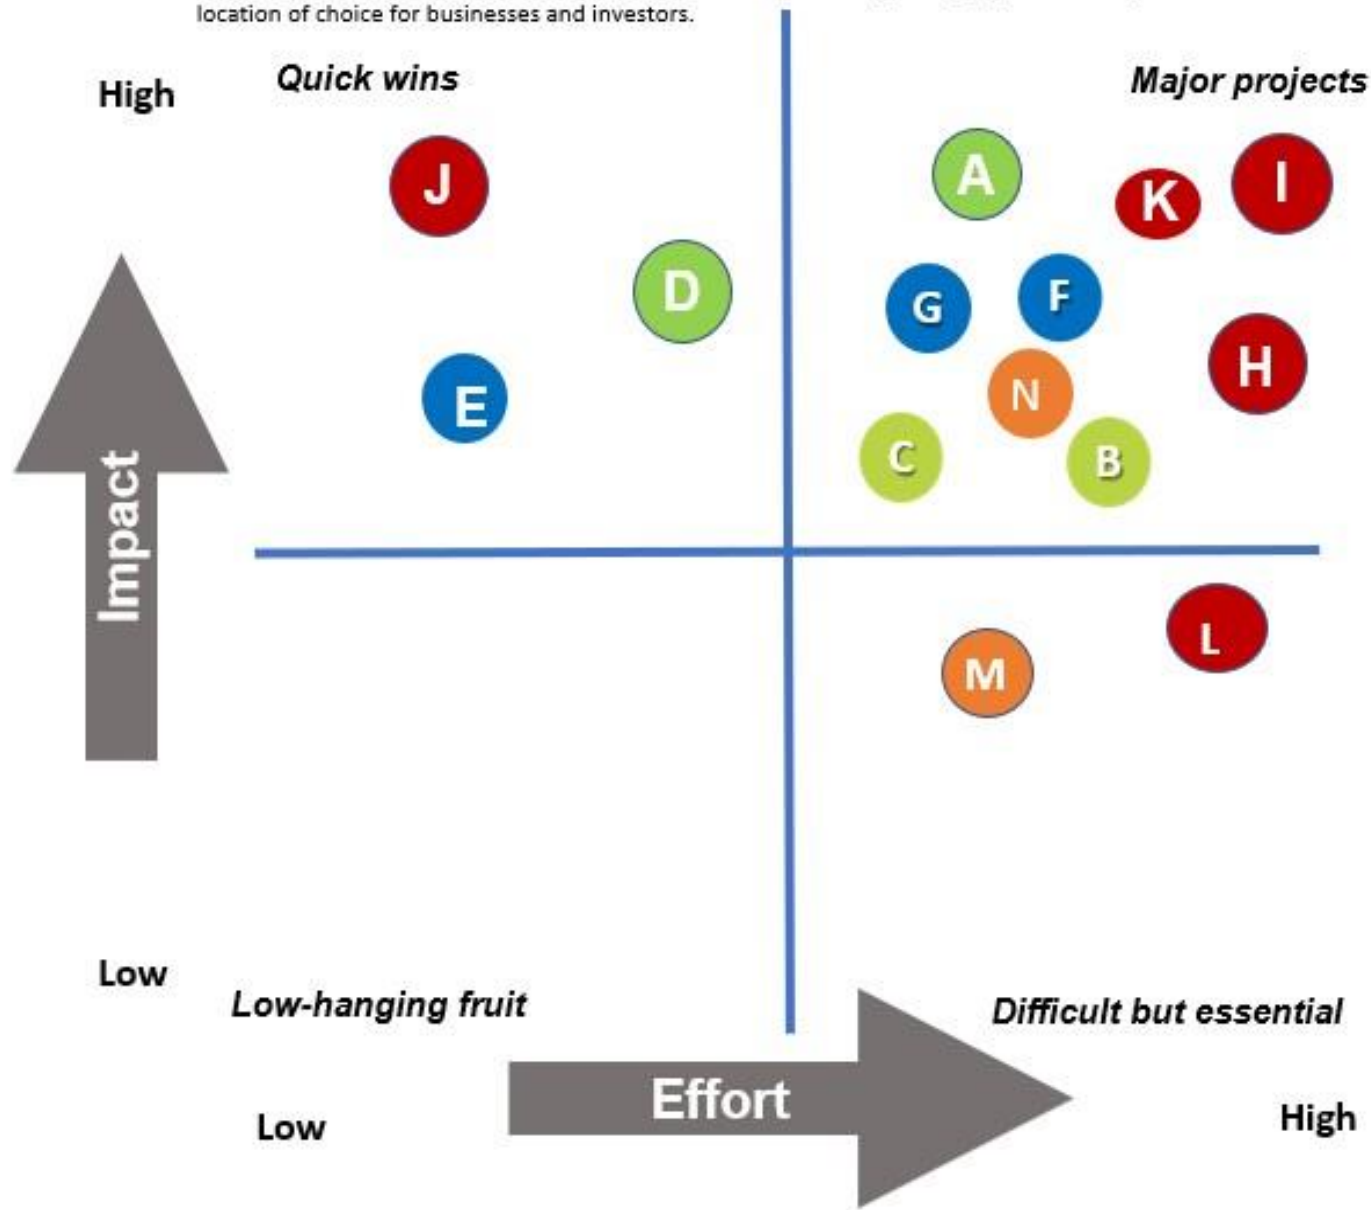 location of choice for businesses and investors.
High
Quick wins
Major projects
J
A
K
I
D
G
F
E
N
H
C
B
Impact
L
M
Low
Low-hanging fruit
Difficult but essential
Effort
Low
High